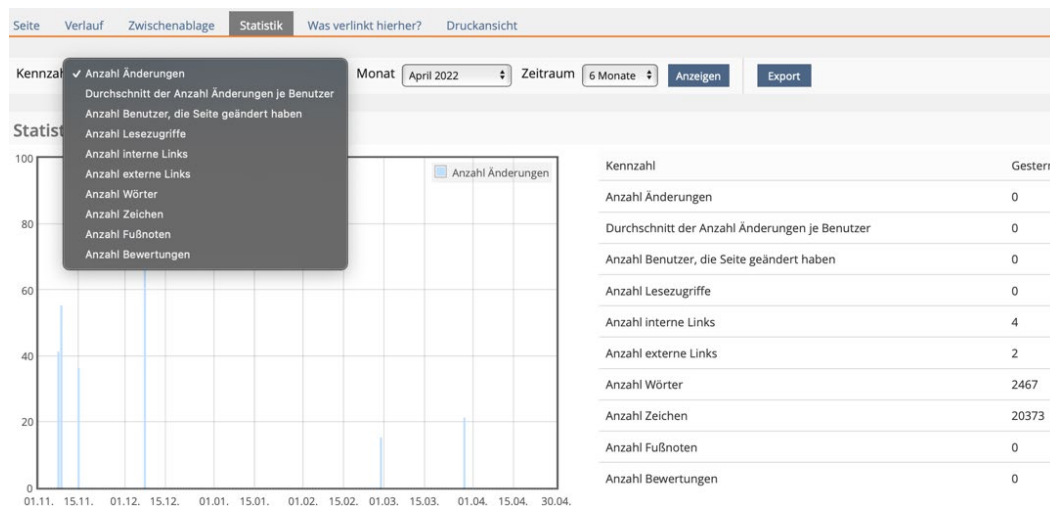 Seite Verlauf Zwischenablage Statistik Was verlinkt hierher? Druckansicht
Kennzah Monat April 2022 Zeitraum 6 Monate Anzeigen Export
✓ Anzahl Änderungen
Durchschnitt der Anzahl Änderungen je Benutzer
Anzahl Benutzer, die Seite geändert haben
Anzahl Lesezugriffe
Anzahl interne Links
Anzahl externe Links
Anzahl Wörter
Anzahl Zeichen
Anzahl Fußnoten
Anzahl Bewertungen
Statist
Anzahl Änderungen
100
80
60
40
20
0
01.11. 15.11. 01.12. 15.12. 01.01. 15.01. 01.02. 15.02. 01.03. 15.03. 01.04. 15.04. 30.04.
Kennzahl Gestern
Anzahl Änderungen 0
Durchschnitt der Anzahl Änderungen je Benutzer 0
Anzahl Benutzer, die Seite geändert haben 0
Anzahl Lesezugriffe 0
Anzahl interne Links 4
Anzahl externe Links 2
Anzahl Wörter 2467
Anzahl Zeichen 20373
Anzahl Fußnoten 0
Anzahl Bewertungen 0